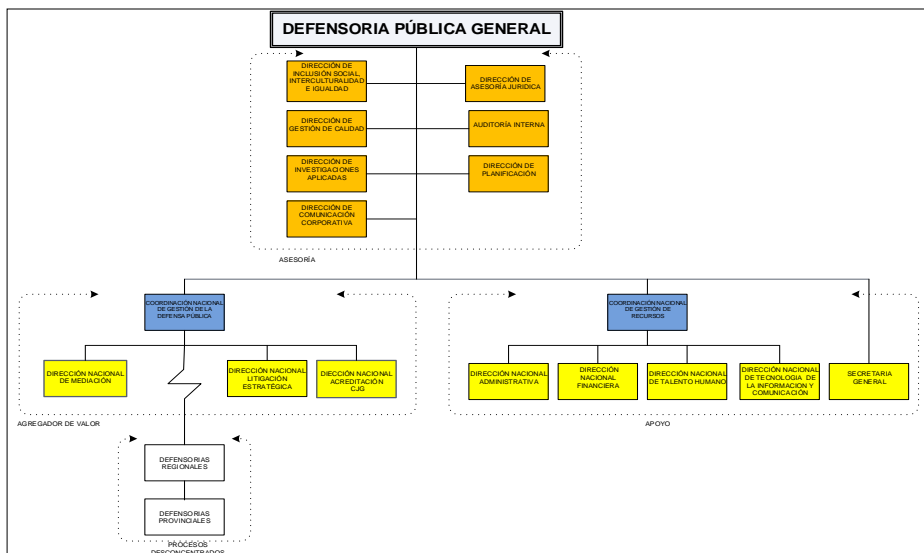 DEFENSORIA PÚBLICA GENERAL
DIRECCIÓN DE
INCLUSIÓN SOCIAL,
INTERCULTURALIDAD
E IGUALDAD
DIRECCIÓN DE
ASESORÍA JURIDICA
DIRECCIÓN DE
GESTIÓN DE CALIDAD
AUDITORÍA INTERNA
DIRECCIÓN DE
INVESTIGACIONES
APLICADAS
DIRECCIÓN DE
PLANIFICACIÓN
DIRECCIÓN DE
COMUNICACIÓN
CORPORATIVA
ASESORÍA
COORDINACIÓN NACIONAL
DE GESTIÓN DE LA
DEFENSA PÚBLICA
COORDINACIÓN NACIONAL
DE GESTIÓN DE
RECURSOS
DIRECCIÓN NACIONAL
DE MEDIACIÓN
DIRECCIÓN NACIONAL
LITIGACIÓN
ESTRATÉGICA
DIECCIÓN NACIONAL
ACREDITACIÓN
CJG
DIRECCIÓN NACIONAL
ADMINISTRATIVA
DIRECCIÓN
NACIONAL
FINANCIERA
DIRECCIÓN NACIONAL
DE TALENTO HUMANO
DIRECCIÓN NACIONAL
DE TECNOLOGIA DE
LA INFORMACION Y
COMUNICACIÓN
SECRETARIA
GENERAL
AGREGADOR DE VALOR
APOYO
DEFENSORIAS
REGIONALES
DEFENSORIAS
PROVINCIALES
PROCESOS
DESCONCENTRADOS